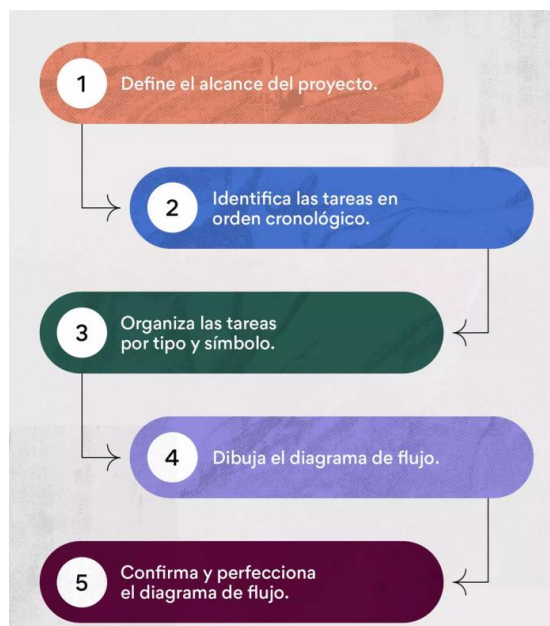 1
Define el alcance del proyecto.
2
Identifica las tareas en
orden cronológico.
3
Organiza las tareas
por tipo y símbolo.
4
Dibuja el diagrama de flujo.
5
Confirma y perfecciona
el diagrama de flujo.